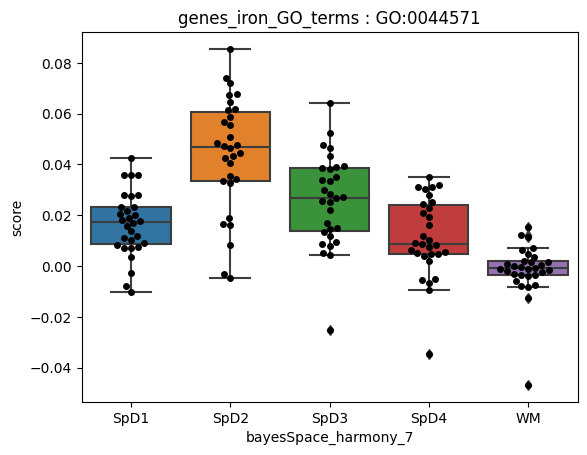 genes_iron_GO_terms : GO:0044571
0.08
0.06
0.04
0.02
0.00
−0.02
−0.04
score
SpD1 SpD2 SpD3 SpD4 WM
bayesSpace_harmony_7